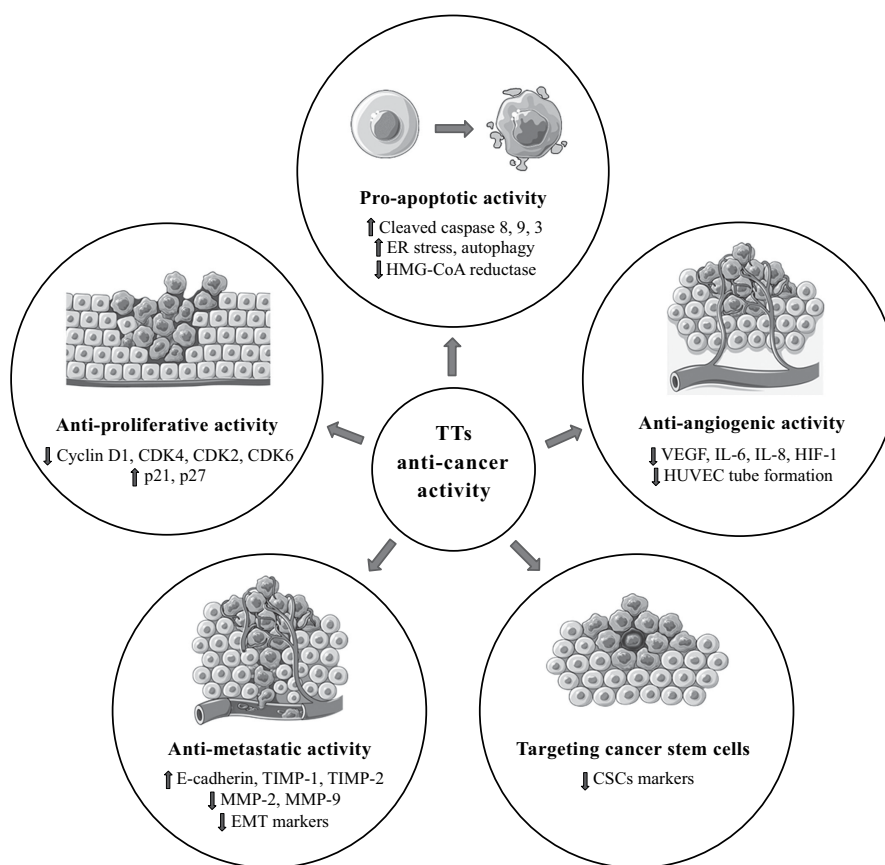 Pro-apoptotic activity
↑ Cleaved caspase 8, 9, 3
↑ ER stress, autophagy
↓ HMG-CoA reductase
Anti-proliferative activity
↓ Cyclin D1, CDK4, CDK2, CDK6
↑ p21, p27
TTs
anti-cancer
activity
Anti-angiogenic activity
↓ VEGF, IL-6, IL-8, HIF-1
↓ HUVEC tube formation
Anti-metastatic activity
↑ E-cadherin, TIMP-1, TIMP-2
↓ MMP-2, MMP-9
↓ EMT markers
Targeting cancer stem cells
↓ CSCs markers